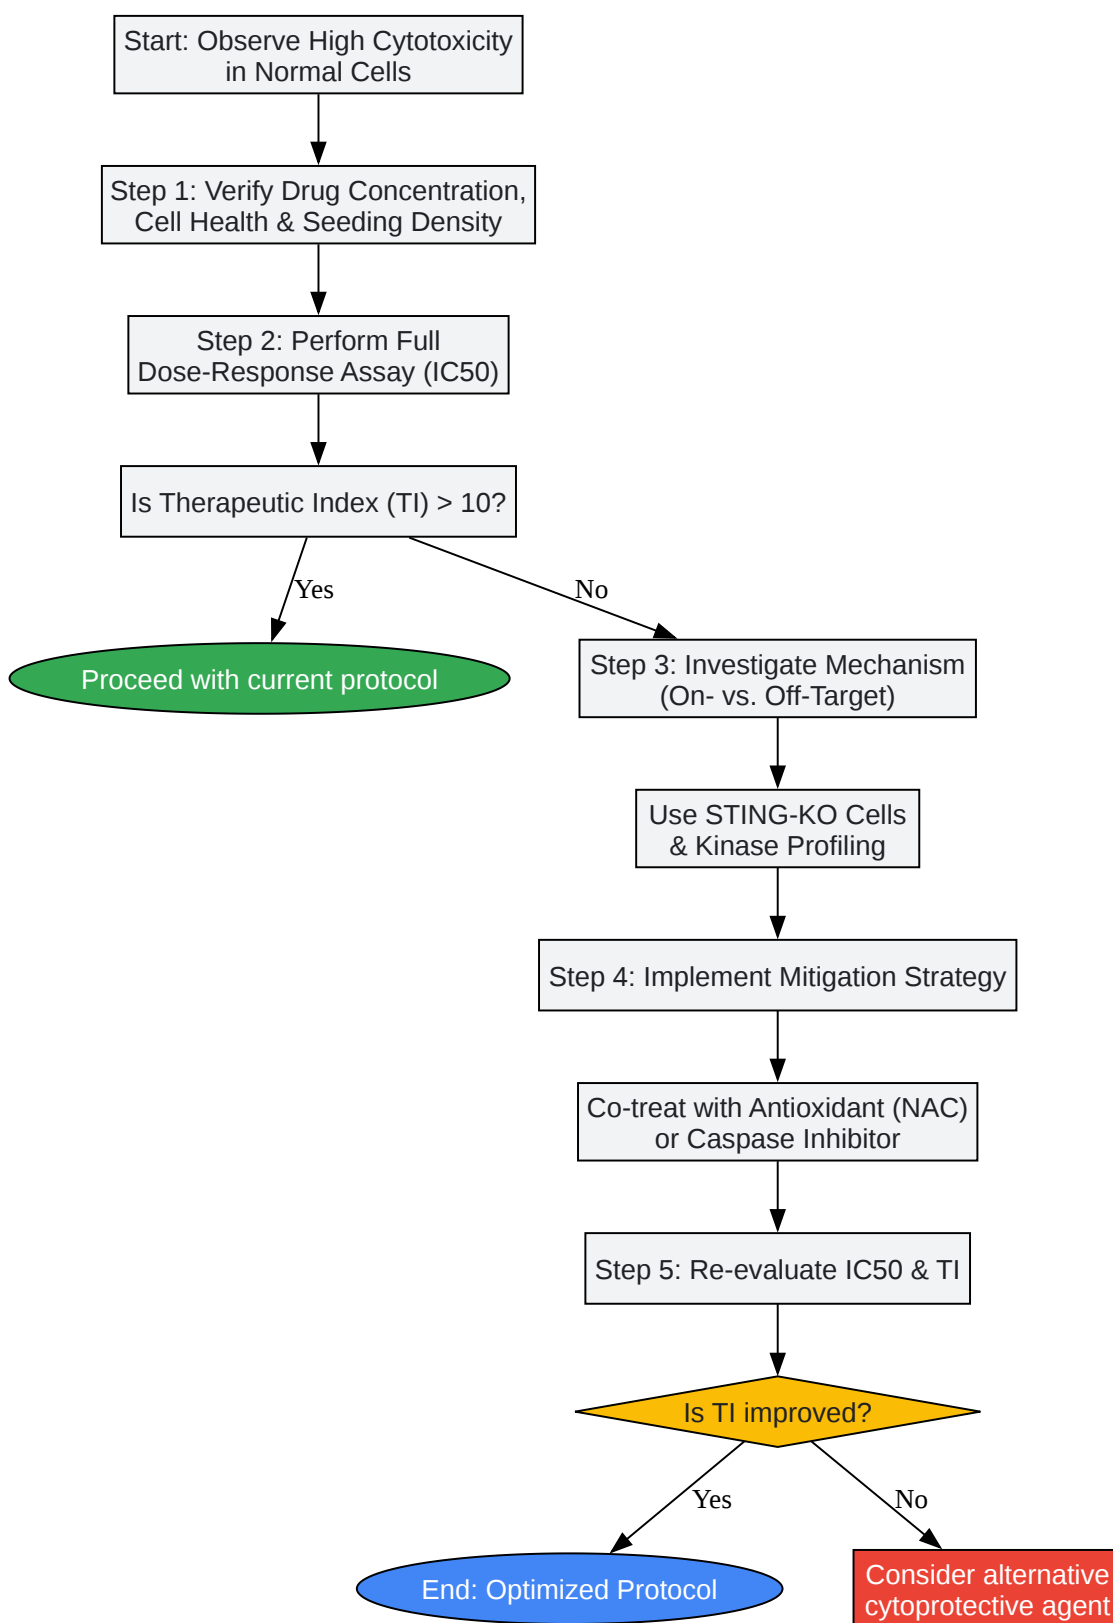 Start: Observe High Cytotoxicity
in Normal Cells
Step 1: Verify Drug Concentration,
Cell Health & Seeding Density
Step 2: Perform Full
Dose-Response Assay (IC50)
Is Therapeutic Index (TI) > 10?
Yes
No
Proceed with current protocol
Step 3: Investigate Mechanism
(On- vs. Off-Target)
Use STING-KO Cells
& Kinase Profiling
Step 4: Implement Mitigation Strategy
Co-treat with Antioxidant (NAC)
or Caspase Inhibitor
Step 5: Re-evaluate IC50 & TI
Is TI improved?
Yes
No
End: Optimized Protocol
Consider alternative
cytoprotective agent